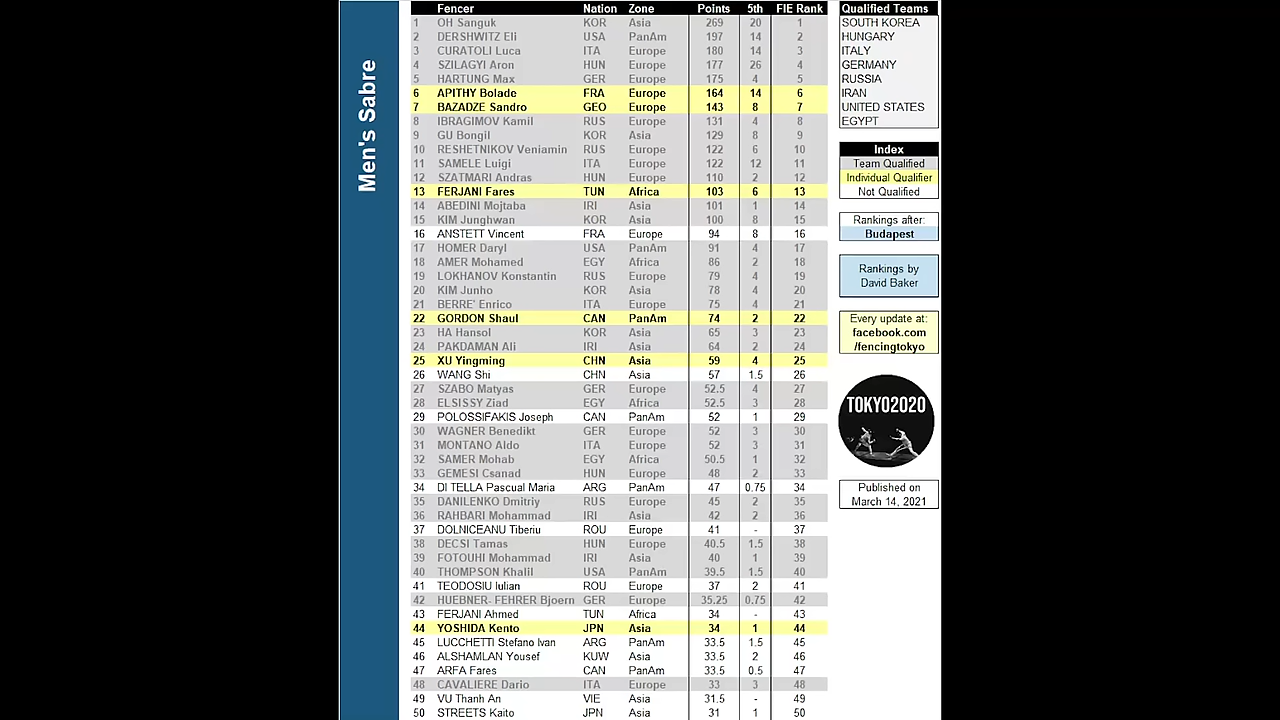 Men's Sabre
Fencer Nation Zone Points 5th FIE Rank
1 OH Sanguk KOR Asia 269 20 1
2 DERSHWITZ Eli USA PanAm 197 14 2
3 CURATOLI Luca ITA Europe 180 14 3
4 SZILAGYI Aron HUN Europe 177 26 4
5 HARTUNG Max GER Europe 175 4 5
6 APITHY Bolade FRA Europe 164 14 6
7 BAZADZE Sandro GEO Europe 143 8 7
8 IBRAGIMOV Kamil RUS Europe 131 4 8
9 GU Bongil KOR Asia 129 8 9
10 RESHETNIKOV Veniamin RUS Europe 122 6 10
11 SAMELE Luigi ITA Europe 122 12 11
12 SZATMARI Andras HUN Europe 110 2 12
13 FERJANI Fares TUN Africa 103 6 13
14 ABEDINI Mojtaba IRI Asia 101 1 14
15 KIM Junghwan KOR Asia 100 8 15
16 ANSTETT Vincent FRA Europe 94 8 16
17 HOMER Daryl USA PanAm 91 4 17
18 AMER Mohamed EGY Africa 86 2 18
19 LOKHANOV Konstantin RUS Europe 79 4 19
20 KIM Junho KOR Asia 78 4 20
21 BERRE' Enrico ITA Europe 75 4 21
22 GORDON Shaul CAN PanAm 74 2 22
23 HA Hansol KOR Asia 65 3 23
24 PAKDAMAN Ali IRI Asia 64 2 24
25 XU Yingming CHN Asia 59 4 25
26 WANG Shi CHN Asia 57 1.5 26
27 SZABO Matyas GER Europe 52.5 4 27
28 ELSISSY Ziad EGY Africa 52.5 3 28
29 POLOSSIFAKIS Joseph CAN PanAm 52 1 29
30 WAGNER Benedikt GER Europe 52 3 30
31 MONTANO Aldo ITA Europe 52 3 31
32 SAMER Mohab EGY Africa 50.5 1 32
33 GEMESI Csanad HUN Europe 48 2 33
34 DI TELLA Pascual Maria ARG PanAm 47 0.75 34
35 DANILENKO Dmitriy RUS Europe 45 2 35
36 RAHBARI Mohammad IRI Asia 42 2 36
37 DOLNICEANU Tiberiu ROU Europe 41 - 37
38 DECSI Tamas HUN Europe 40.5 1.5 38
39 FOTOUHI Mohammad IRI Asia 40 1 39
40 THOMPSON Khalil USA PanAm 39.5 1.5 40
41 TEODOSIU Iulian ROU Europe 37 2 41
42 HUEBNER- FEHRER Bjoern GER Europe 35.25 0.75 42
43 FERJANI Ahmed TUN Africa 34 - 43
44 YOSHIDA Kento JPN Asia 34 1 44
45 LUCCHETTI Stefano Ivan ARG PanAm 33.5 1.5 45
46 ALSHAMLAN Yousef KUW Asia 33.5 2 46
47 ARFA Fares CAN PanAm 33.5 0.5 47
48 CAVALIERE Dario ITA Europe 33 3 48
49 VU Thanh An VIE Asia 31.5 - 49
50 STREETS Kaito JPN Asia 31 1 50
Qualified Teams
SOUTH KOREA
HUNGARY
ITALY
GERMANY
RUSSIA
IRAN
UNITED STATES
EGYPT
Index
Team Qualified
Individual Qualifier
Not Qualified
Rankings after:
Budapest
Rankings by
David Baker
Every update at:
facebook.com
/fencingtokyo
TOKYO2020
Published on
March 14, 2021